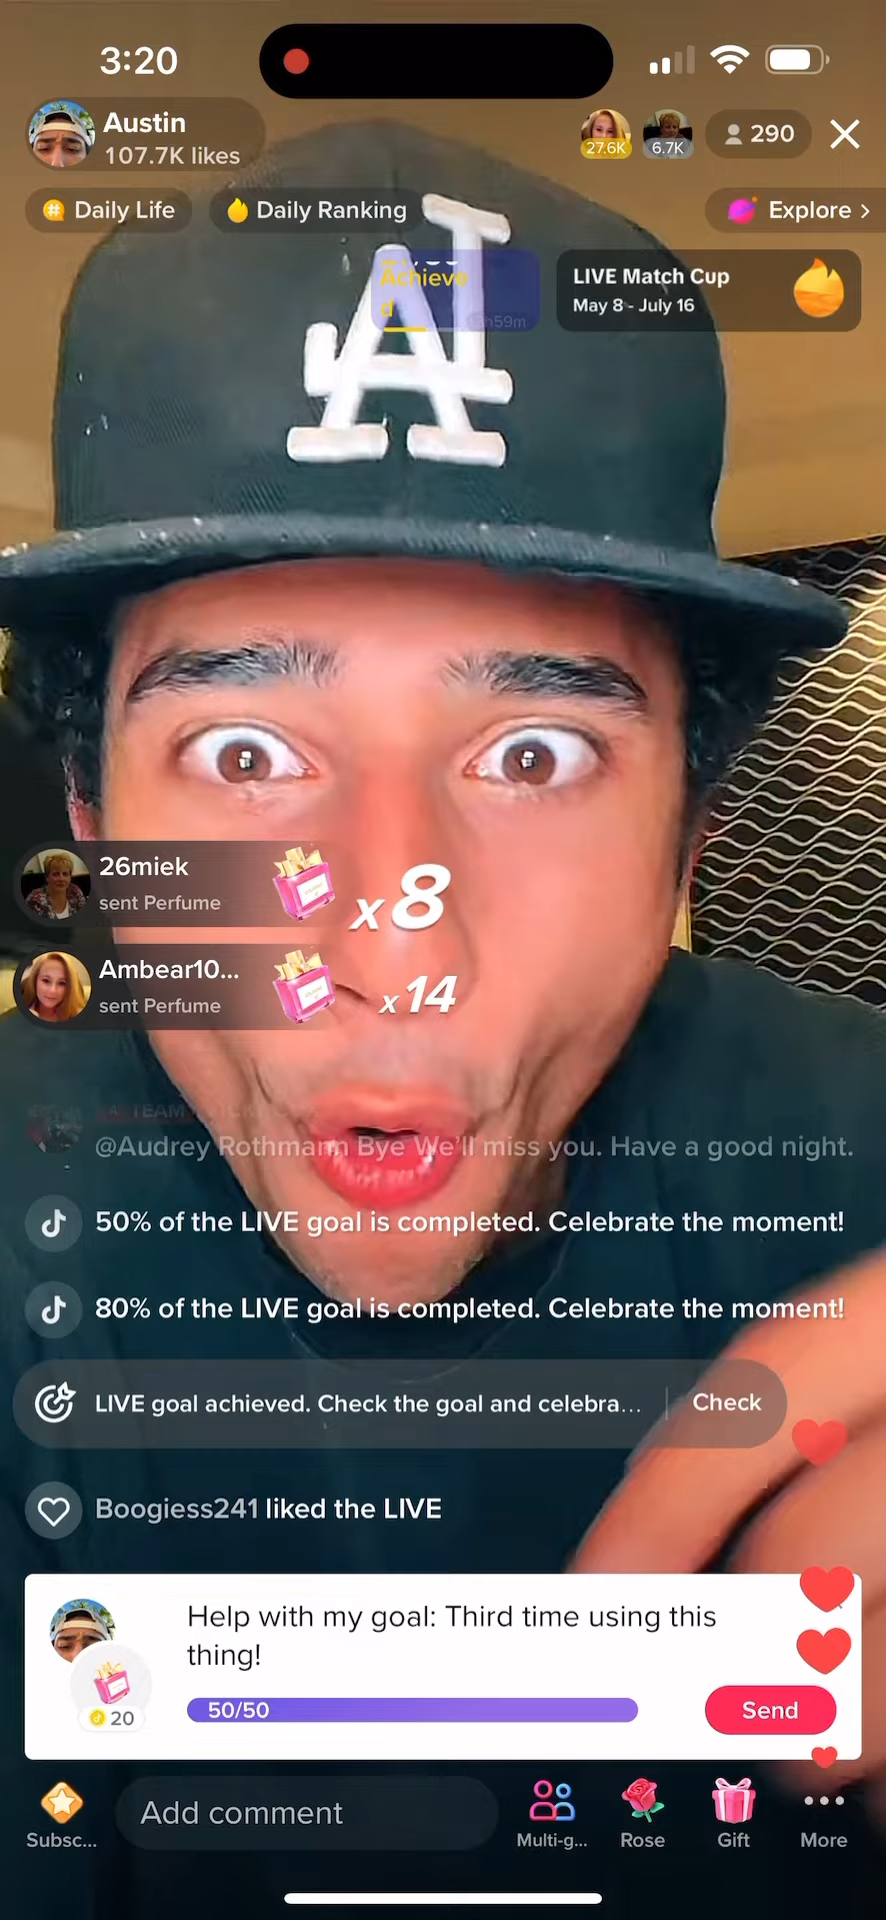 3:20
Austin
107.7K likes
27.6K
6.7K
290
Daily Life
Daily Ranking
Explore >
Achieve
d
h59m
LIVE Match Cup
May 8 - July 16
LA
26miek
sent Perfume
x8
Ambear10...
sent Perfume
x14
TEAM
@Audrey Rothmann Bye We'll miss you. Have a good night.
50% of the LIVE goal is completed. Celebrate the moment!
80% of the LIVE goal is completed. Celebrate the moment!
LIVE goal achieved. Check the goal and celebra...
Check
Boogiess241 liked the LIVE
Help with my goal: Third time using this
thing!
20
50/50
Send
Subsc...
Add comment
Multi-g...
Rose
Gift
More